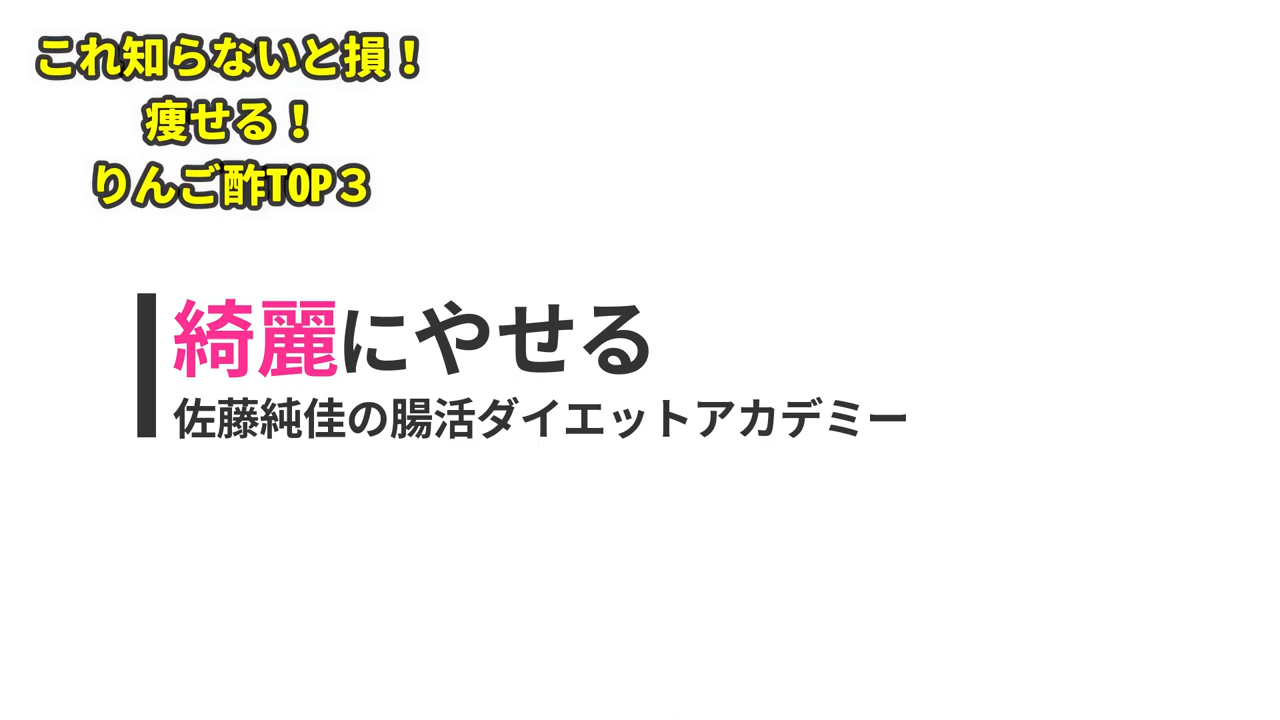 これ知らないと損！
痩せる！
りんご酢TOP３
綺麗にやせる
佐藤純佳の腸活ダイエットアカデミー